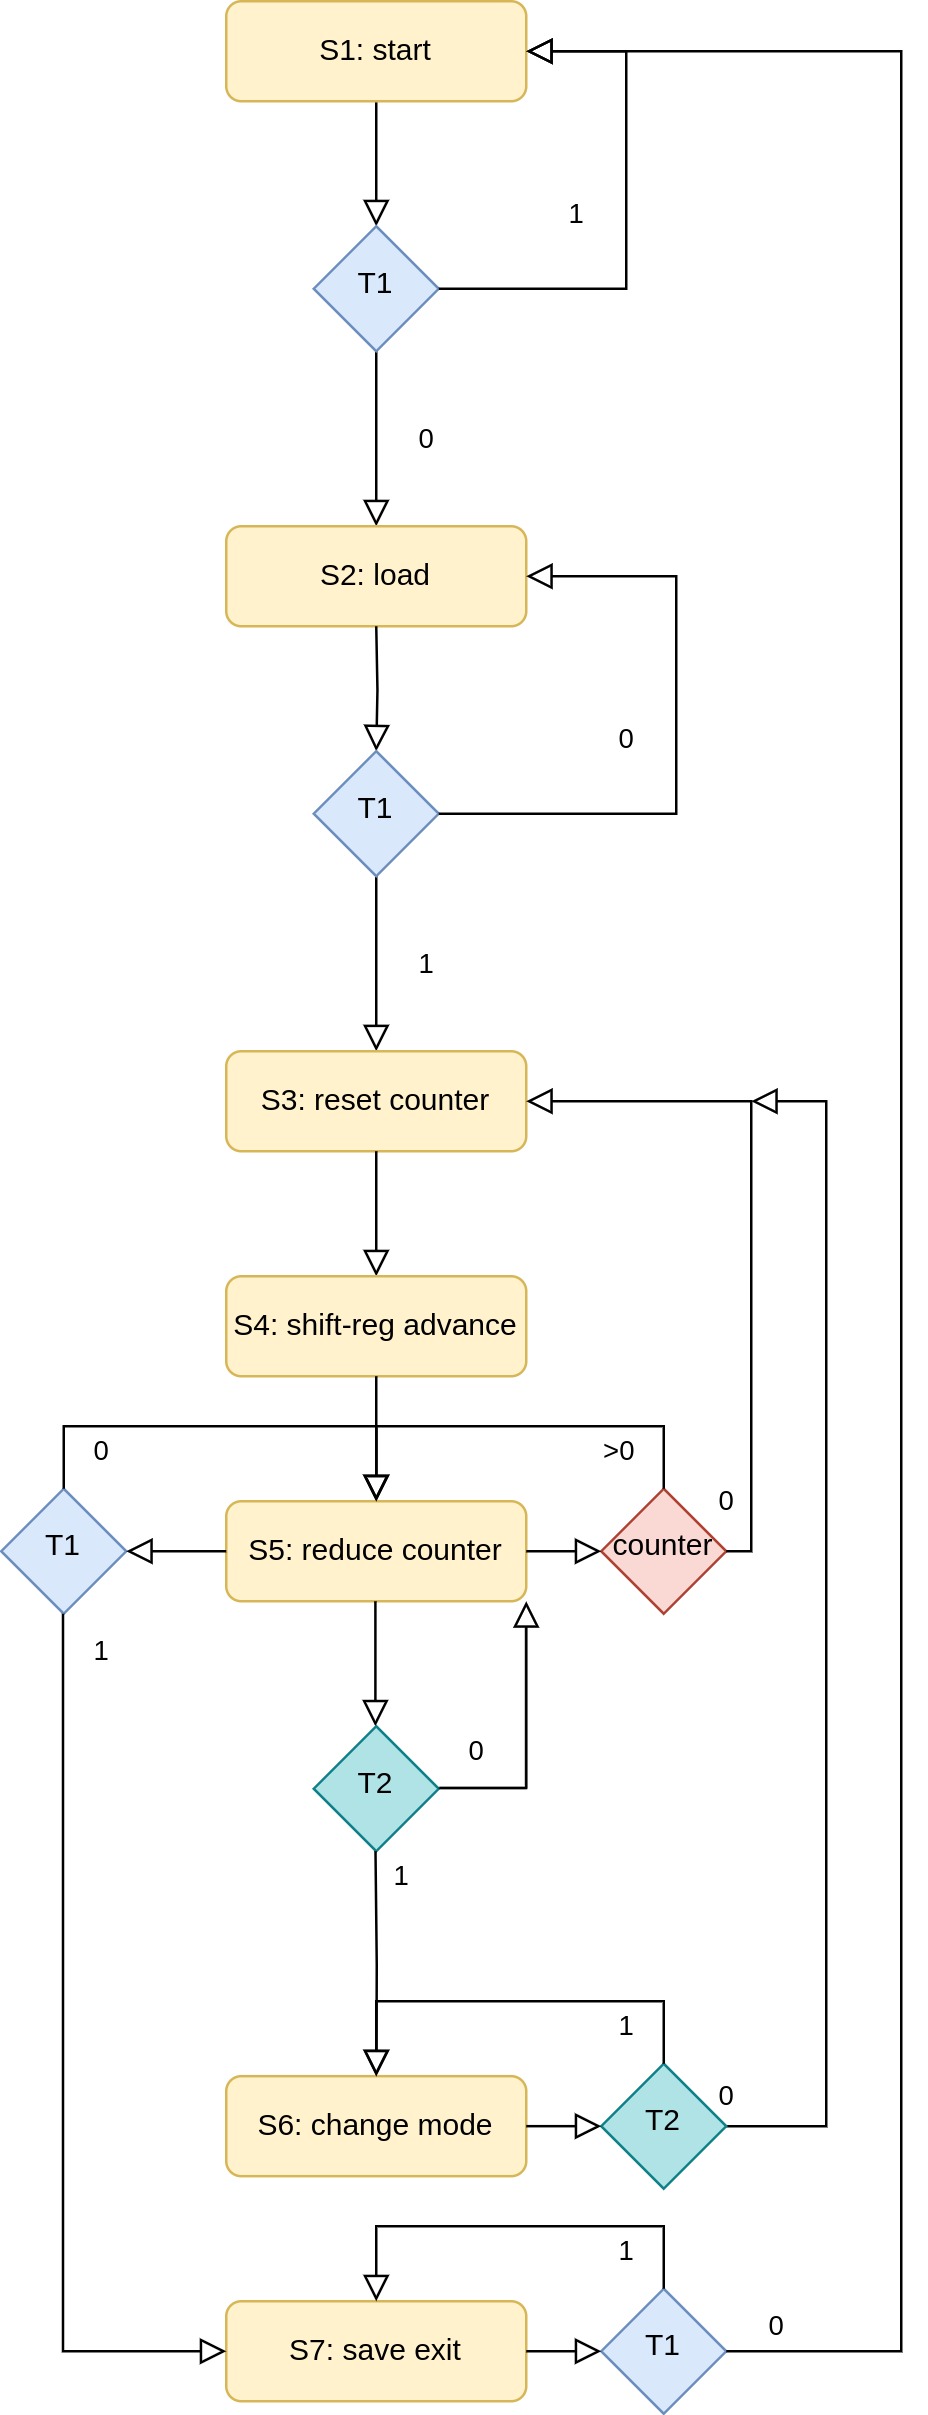 S1: start
1
T1
0
S2: load
0
T1
1
S3: reset counter
S4: shift-reg advance
0
>0
0
T1
S5: reduce counter
counter
1
0
T2
1
1
0
S6: change mode
T2
1
0
S7: save exit
T1